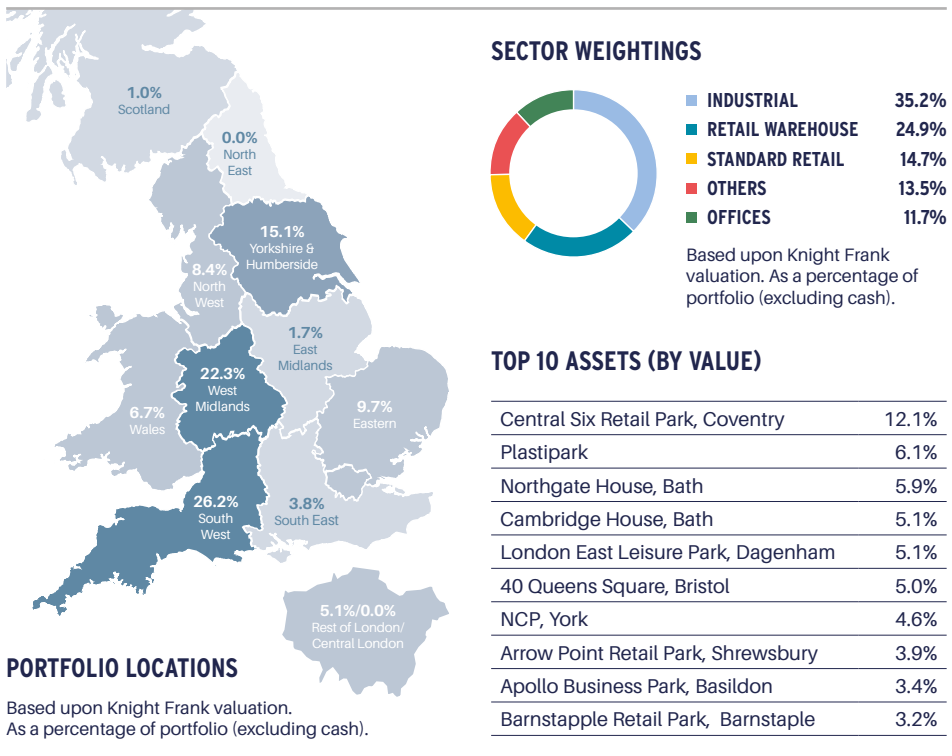 1.0%
Scotland
0.0%
North
East
15.1%
Yorkshire &
Humberside
8.4%
North
West
1.7%
East
Midlands
22.3%
West
Midlands
6.7%
Wales
9.7%
Eastern
26.2%
South
West
3.8%
South East
5.1%/0.0%
Rest of London/
Central London
PORTFOLIO LOCATIONS
Based upon Knight Frank valuation.
As a percentage of portfolio (excluding cash).
SECTOR WEIGHTINGS
INDUSTRIAL 35.2%
RETAIL WAREHOUSE 24.9%
STANDARD RETAIL 14.7%
OTHERS 13.5%
OFFICES 11.7%
Based upon Knight Frank
valuation. As a percentage of
portfolio (excluding cash).
TOP 10 ASSETS (BY VALUE)
Central Six Retail Park, Coventry 12.1%
Plastipark 6.1%
Northgate House, Bath 5.9%
Cambridge House, Bath 5.1%
London East Leisure Park, Dagenham 5.1%
40 Queens Square, Bristol 5.0%
NCP, York 4.6%
Arrow Point Retail Park, Shrewsbury 3.9%
Apollo Business Park, Basildon 3.4%
Barnstapple Retail Park, Barnstaple 3.2%